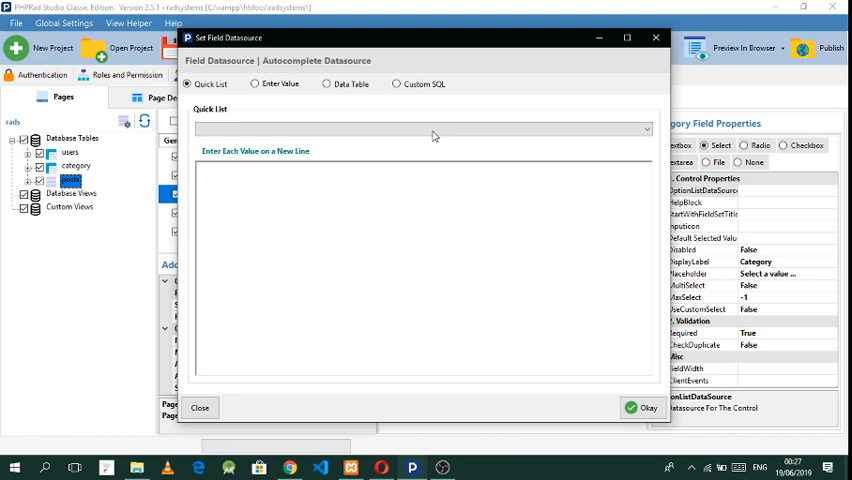 PHPRad Studio Classic Edition - Version 2.5.1 - radsystems [C:\xampp\htdocs\radsystems\]
File Global Settings View Helper Help
New Project Open Project Preview In Browser Publish
Authentication Roles and Permission
Pages Page De
rads
Database Tables
users
category
posts
Database Views
Custom Views
Set Field Datasource
Field Datasource | Autocomplete Datasource
Quick List Enter Value Data Table Custom SQL
Quick List
Enter Each Value on a New Line
Close Okay
egory Field Properties
extbox Select Radio Checkbox
extarea File None
. Control Properties
OptionListDataSourc
HelpBlock
StartWithFieldSetTitle
nputicon
Default Selected Valu
Disabled False
DisplayLabel Category
Placeholder Select a value ...
MultiSelect False
MaxSelect -1
UseCustomSelect False
. Validation
Required True
CheckDuplicate False
Misc
FieldWidth
ClientEvents
onListDataSource
Datasource For The Control
Gener
Add
Page
Page
ENG
00:27
19/06/2019